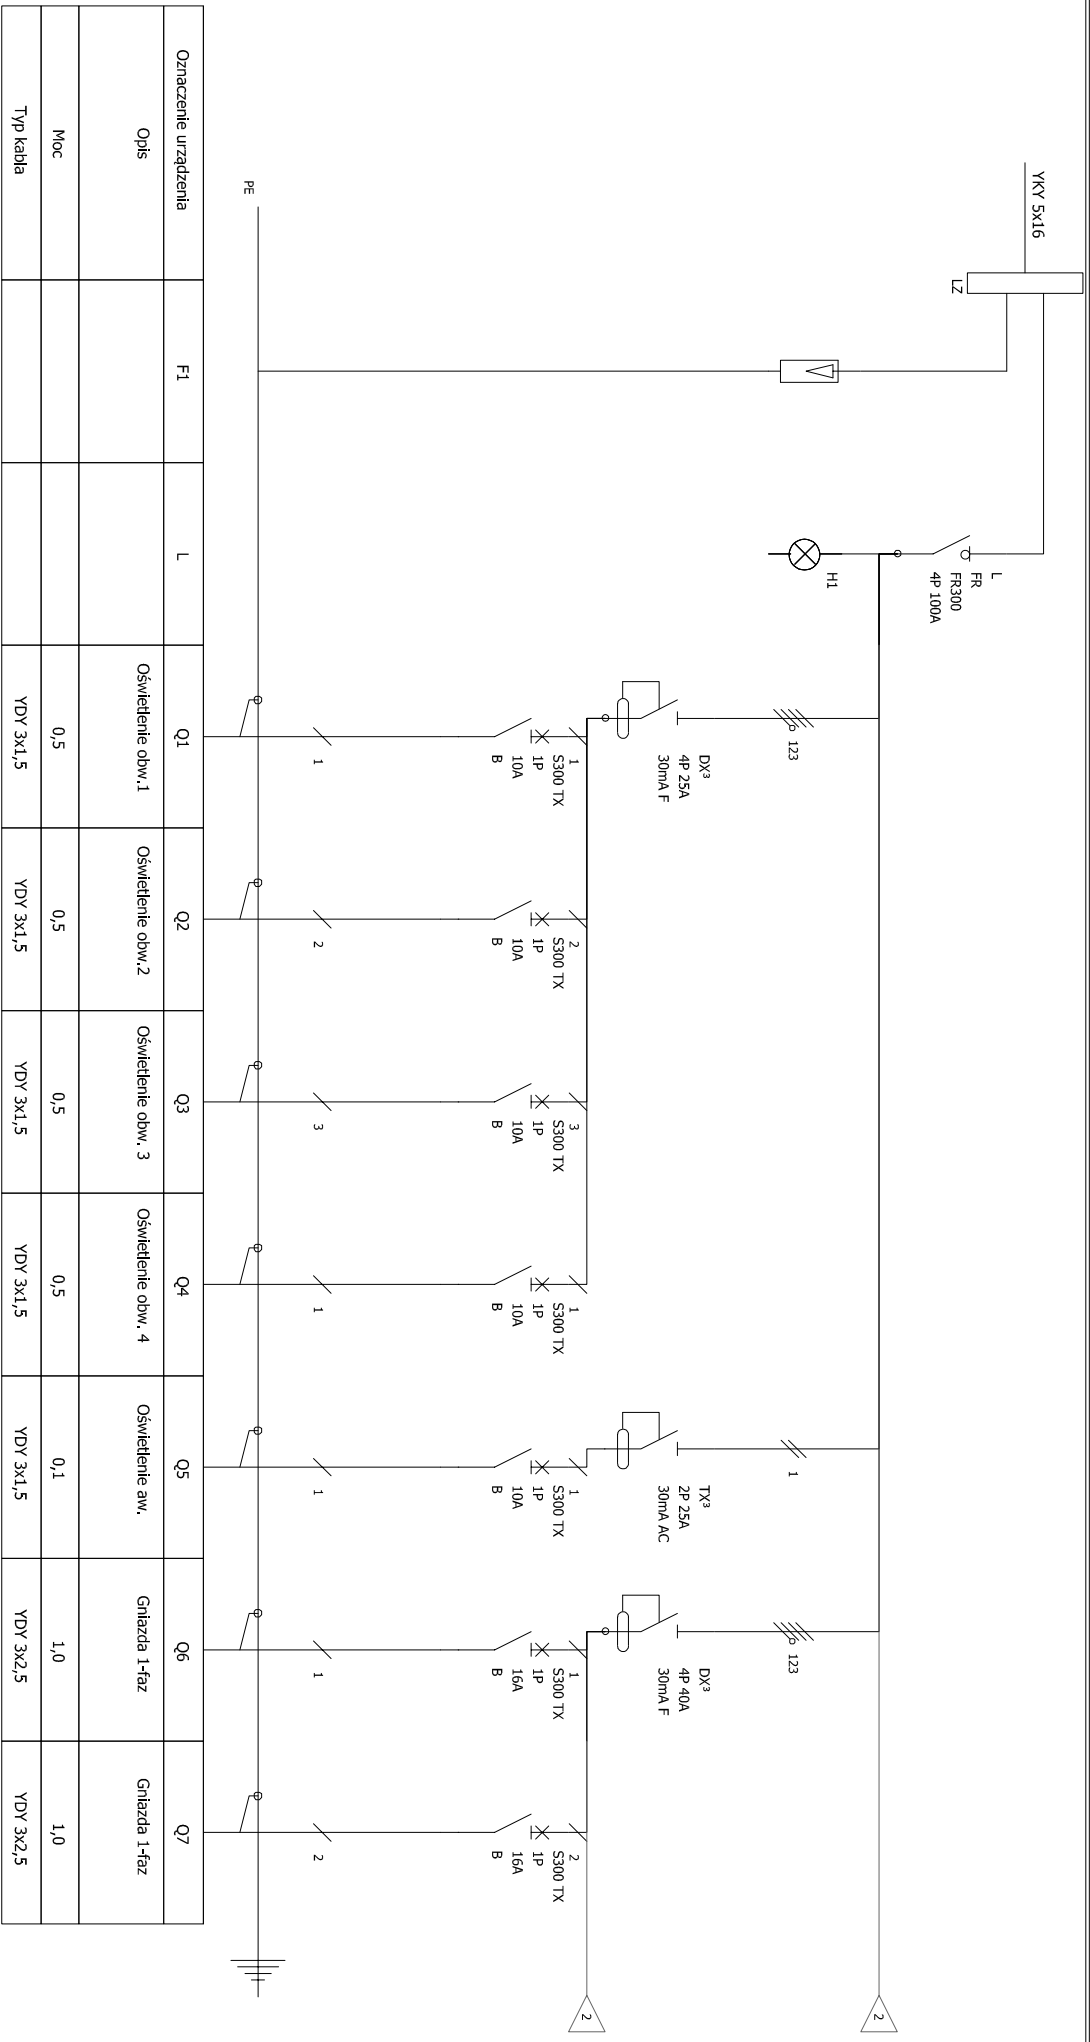 YKY 5x16
LZ
L
FR
FR300
4P 100A
H1
123
DX³
4P 25A
30mA F
1
TX³
2P 25A
30mA AC
123
DX³
4P 40A
30mA F
1
S300 TX
1P
10A
B
2
S300 TX
1P
10A
B
3
S300 TX
1P
10A
B
1
S300 TX
1P
10A
B
1
S300 TX
1P
10A
B
1
S300 TX
1P
16A
B
2
S300 TX
1P
16A
B
2
2
1
2
3
1
1
1
2
PE
Oznaczenie urządzenia F1 L Q1 Q2 Q3 Q4 Q5 Q6 Q7
Opis Oświetlenie obw.1 Oświetlenie obw.2 Oświetlenie obw. 3 Oświetlenie obw. 4 Oświetlenie aw. Gniazda 1-faz Gniazda 1-faz
Moc 0,5 0,5 0,5 0,5 0,1 1,0 1,0
Typ kabla YDY 3x1,5 YDY 3x1,5 YDY 3x1,5 YDY 3x1,5 YDY 3x1,5 YDY 3x2,5 YDY 3x2,5